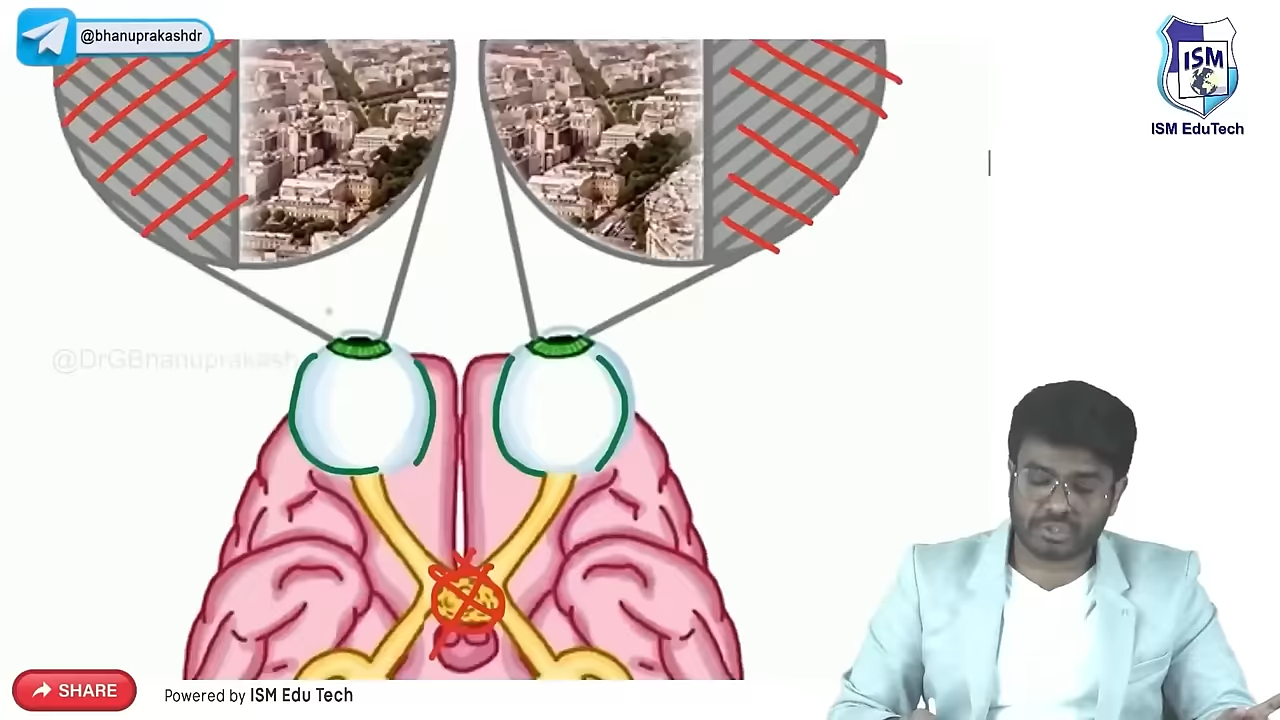 @bhanuprakashdr
ISM
ISM EduTech
@DrGBhanuprakash
SHARE
Powered by ISM Edu Tech